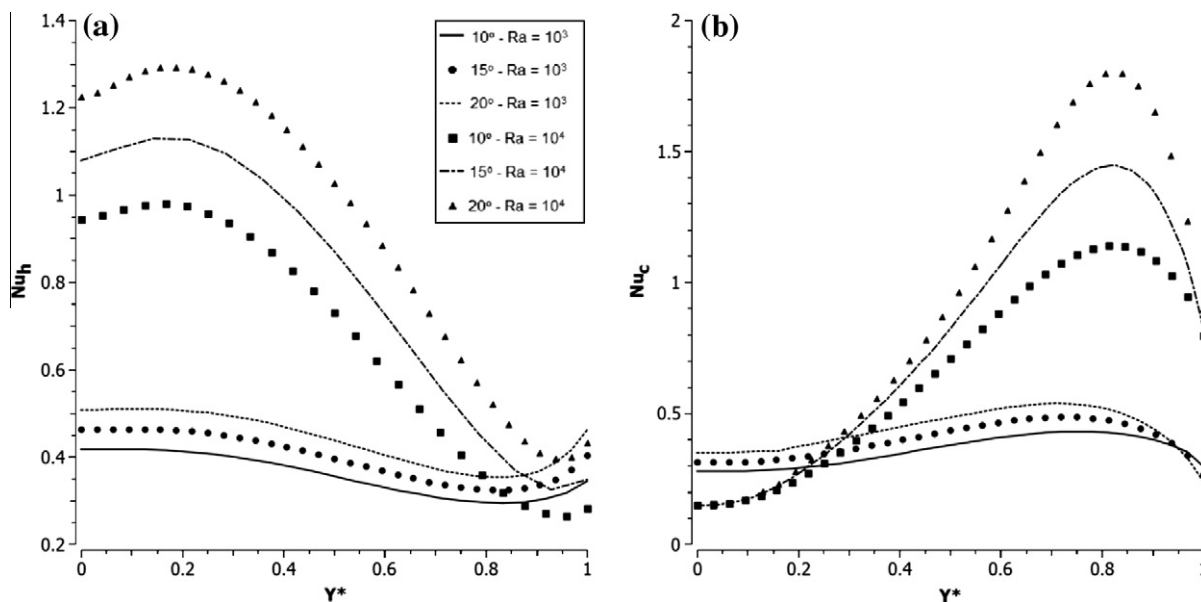 (a)
1.4
1.2
1
0.8
0.6
0.4
0.2
Nu_h
0
0.2
0.4
0.6
0.8
1
Y*
10º - Ra = 10³
15º - Ra = 10³
20º - Ra = 10³
10º - Ra = 10⁴
15º - Ra = 10⁴
20º - Ra = 10⁴
(b)
2
1.5
1
0.5
0
Nu_c
0
0.2
0.4
0.6
0.8
1
Y*